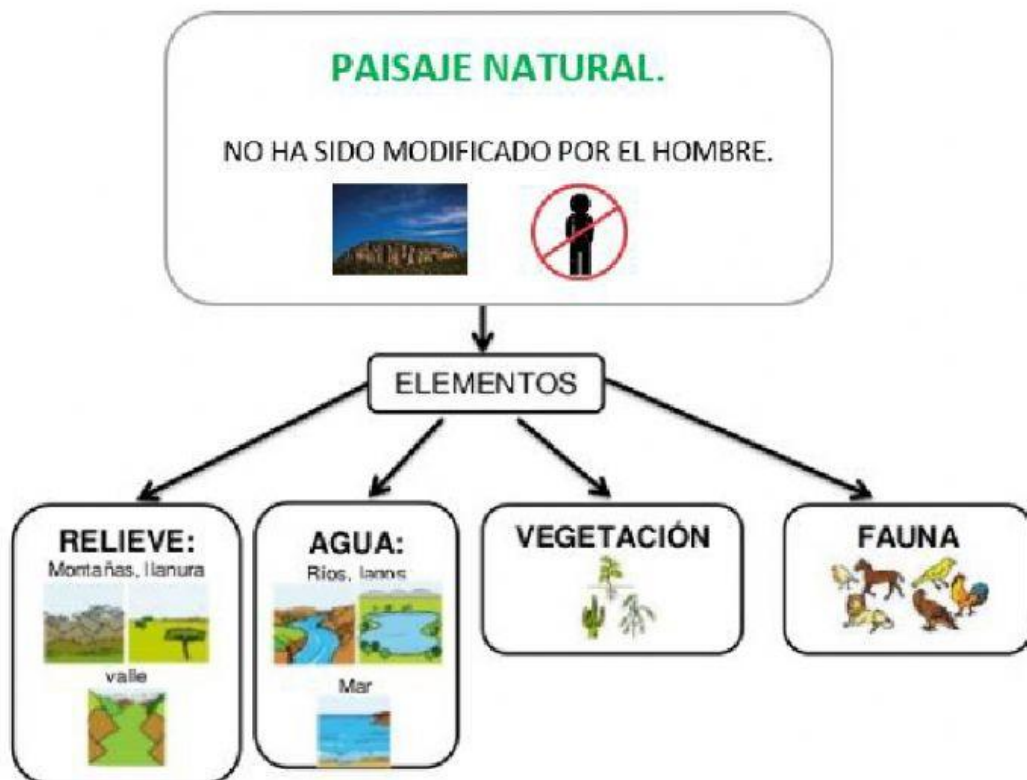 PAISAJE NATURAL.
NO HA SIDO MODIFICADO POR EL HOMBRE.
ELEMENTOS
RELIEVE:
Montañas, llanura
valle
AGUA:
Ríos, lagos
Mar
VEGETACIÓN
FAUNA